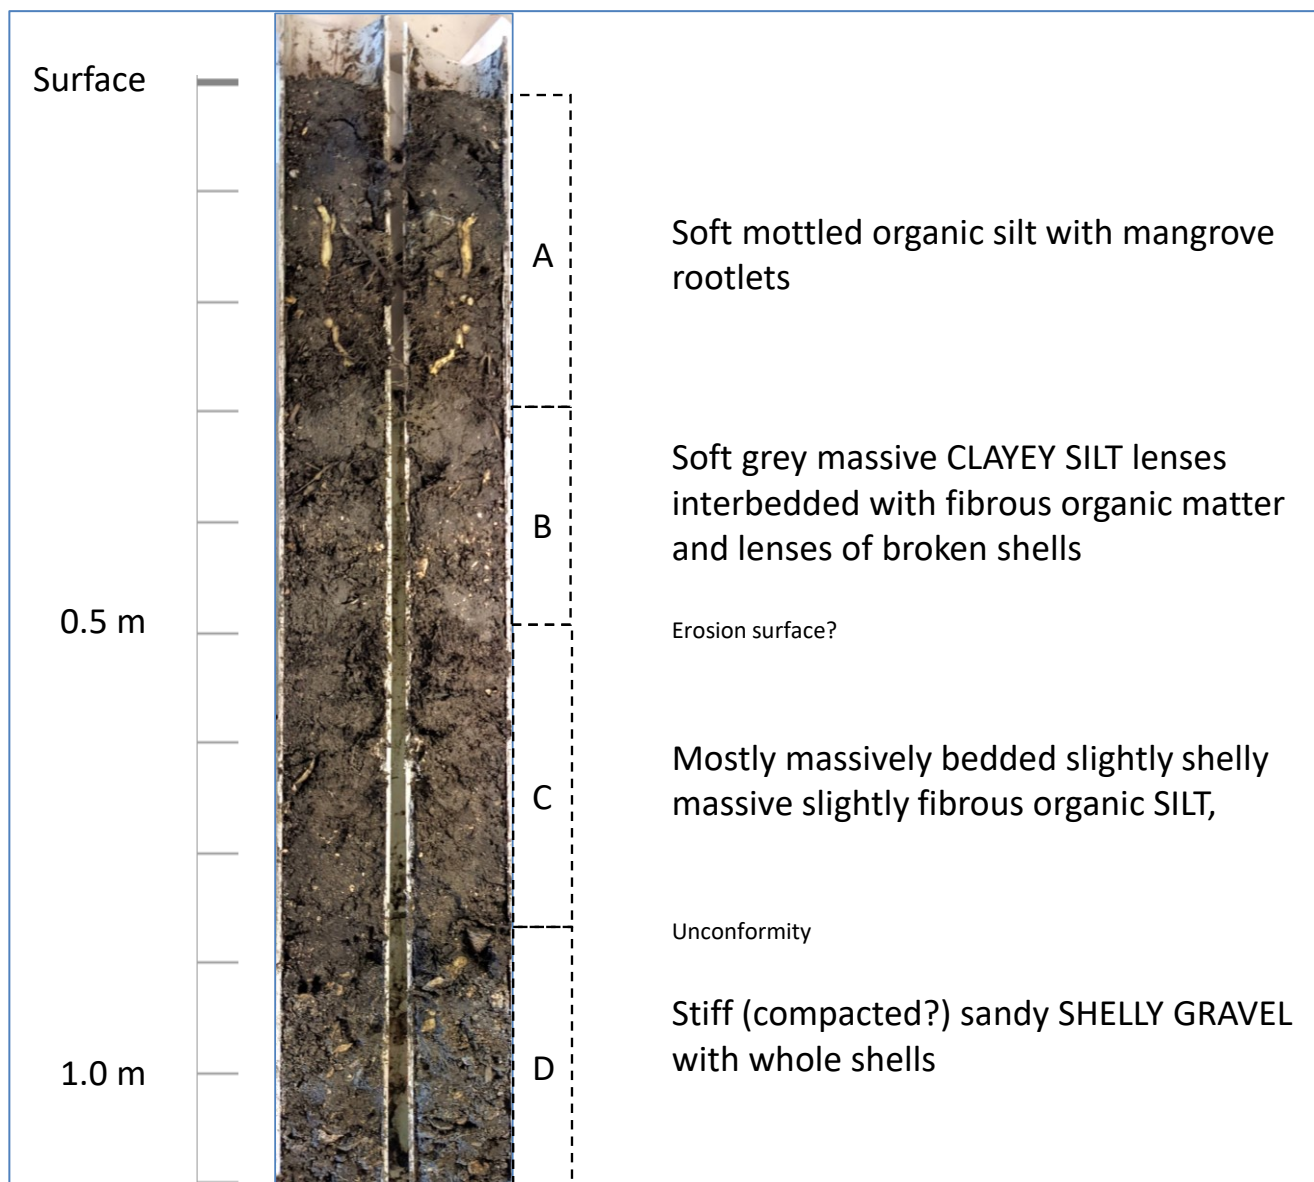 Surface
A
Soft mottled organic silt with mangrove
rootlets
B
Soft grey massive CLAYEY SILT lenses
interbedded with fibrous organic matter
and lenses of broken shells
0.5 m
Erosion surface?
C
Mostly massively bedded slightly shelly
massive slightly fibrous organic SILT,
Unconformity
D
Stiff (compacted?) sandy SHELLY GRAVEL
with whole shells
1.0 m